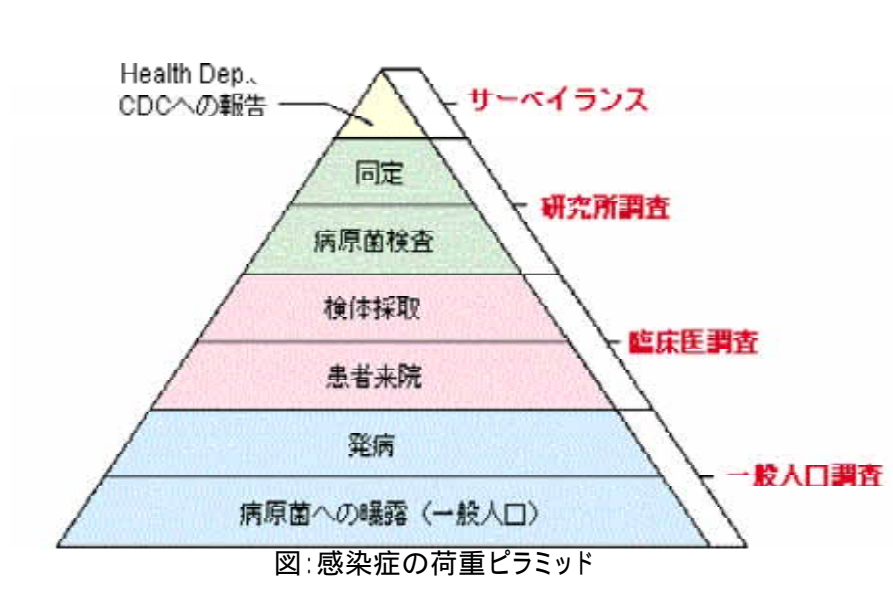 Health Dep.、
CDCへの報告
サーベイランス
同定
研究所調査
病原菌検査
検体採取
臨床医調査
患者来院
発病
一般人口調査
病原菌への曝露（一般人口）
図：感染症の荷重ピラミッド